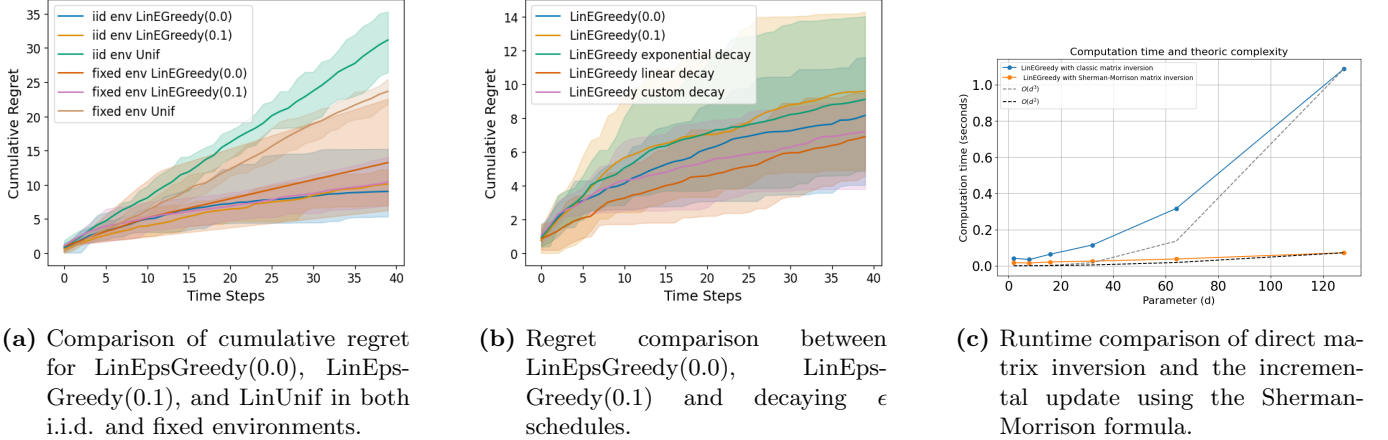 35
30
25
20
15
10
5
0
Cumulative Regret
iid env LinEGreedy(0.0)
iid env LinEGreedy(0.1)
iid env Unif
fixed env LinEGreedy(0.0)
fixed env LinEGreedy(0.1)
fixed env Unif
0 5 10 15 20 25 30 35 40
Time Steps
(a) Comparison of cumulative regret
for LinEpsGreedy(0.0), LinEps-
Greedy(0.1), and LinUnif in both
i.i.d. and fixed environments.
14
12
10
8
6
4
2
0
Cumulative Regret
LinEGreedy(0.0)
LinEGreedy(0.1)
LinEGreedy exponential decay
LinEGreedy linear decay
LinEGreedy custom decay
0 5 10 15 20 25 30 35 40
Time Steps
(b) Regret comparison between
LinEpsGreedy(0.0), LinEps-
Greedy(0.1) and decaying ϵ
schedules.
Computation time and theoric complexity
1.0
0.8
0.6
0.4
0.2
0.0
Computation time (seconds)
LinEGreedy with classic matrix inversion
LinEGreedy with Sherman-Morrison matrix inversion
O(d³)
O(d²)
0 20 40 60 80 100 120
Parameter (d)
(c) Runtime comparison of direct ma-
trix inversion and the incremen-
tal update using the Sherman-
Morrison formula.